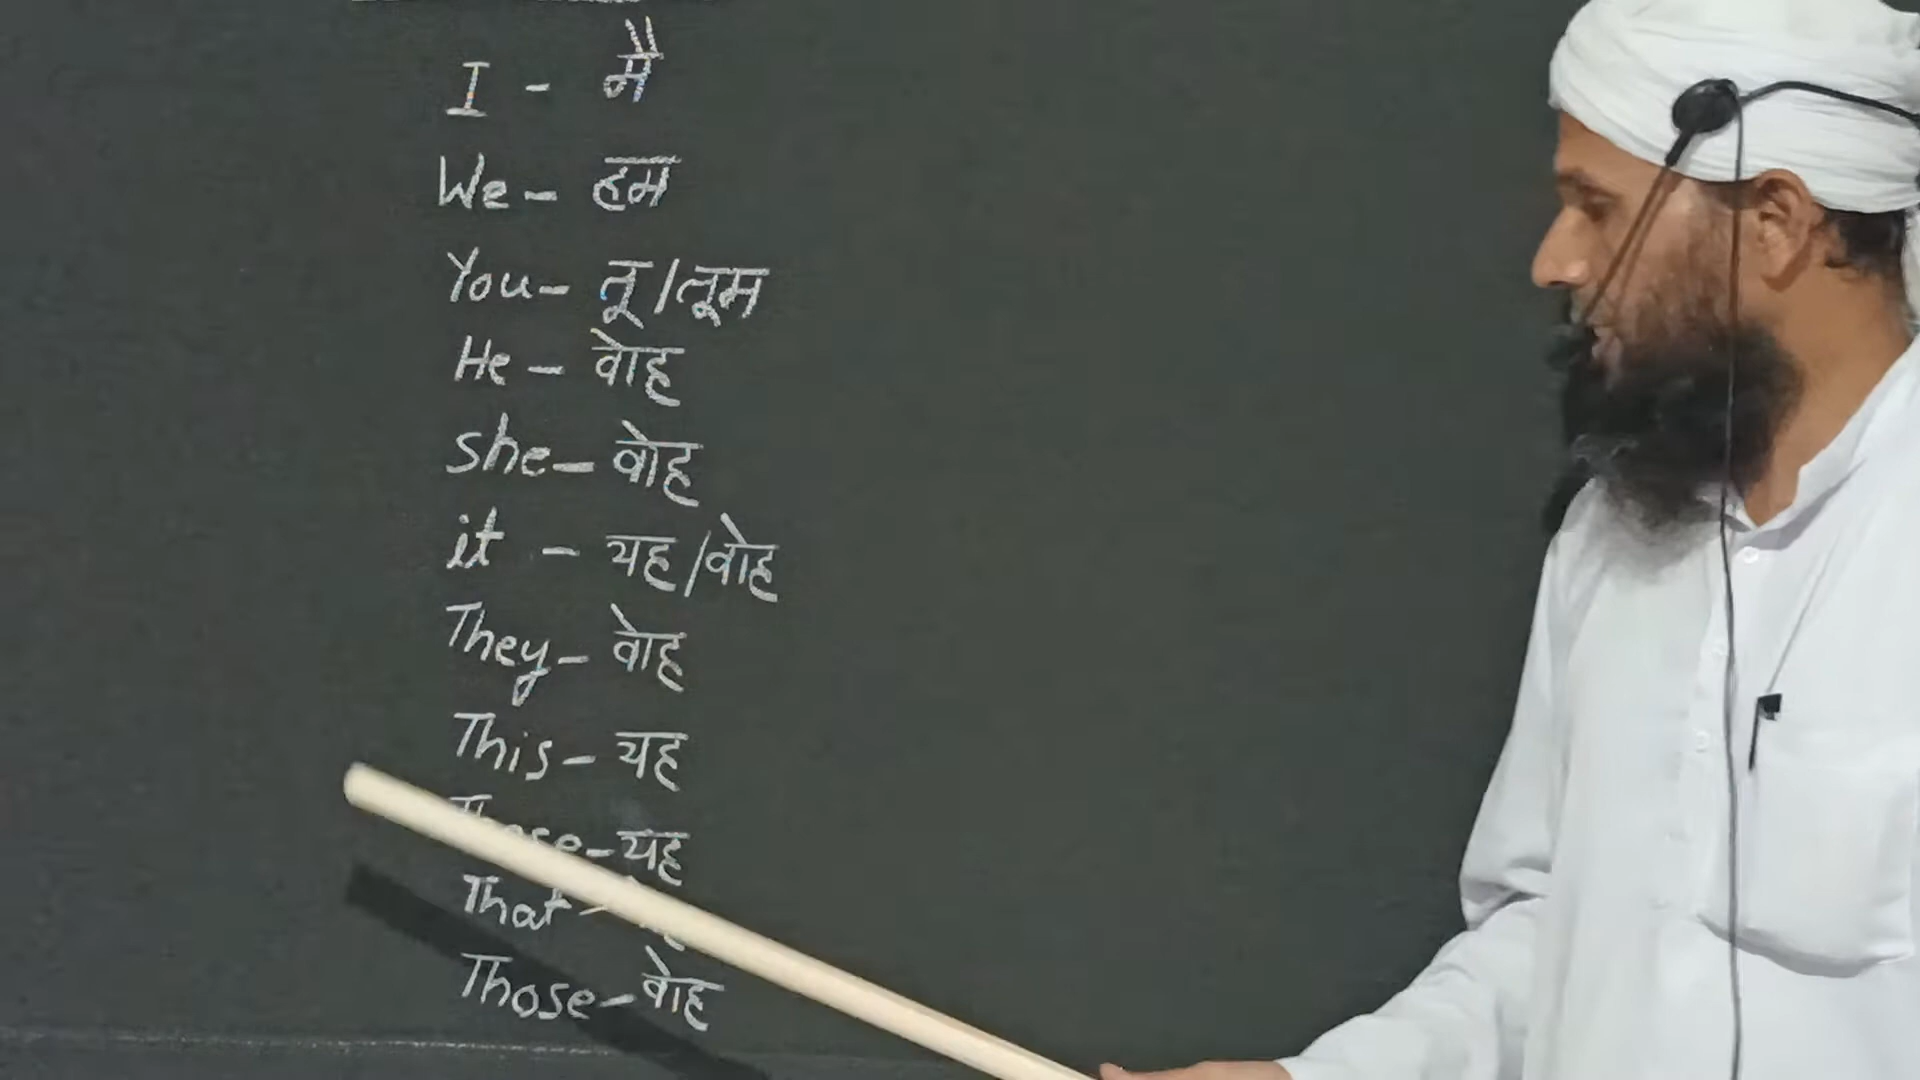 I - मैं
We - हम
You - तू/तूम
He - वोह
she - वोह
it - यह/वोह
They - वोह
This - यह
- यह
That -
Those - वोह